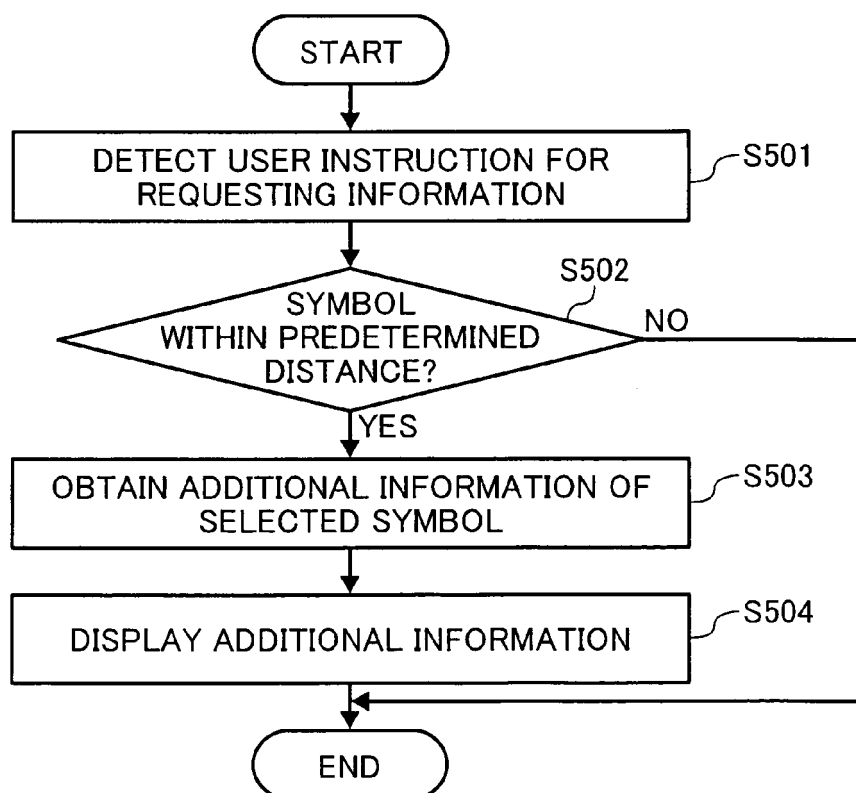 START
DETECT USER INSTRUCTION FOR
REQUESTING INFORMATION
S501
S502
SYMBOL
WITHIN PREDETERMINED
DISTANCE?
NO
YES
OBTAIN ADDITIONAL INFORMATION OF
SELECTED SYMBOL
S503
DISPLAY ADDITIONAL INFORMATION
S504
END